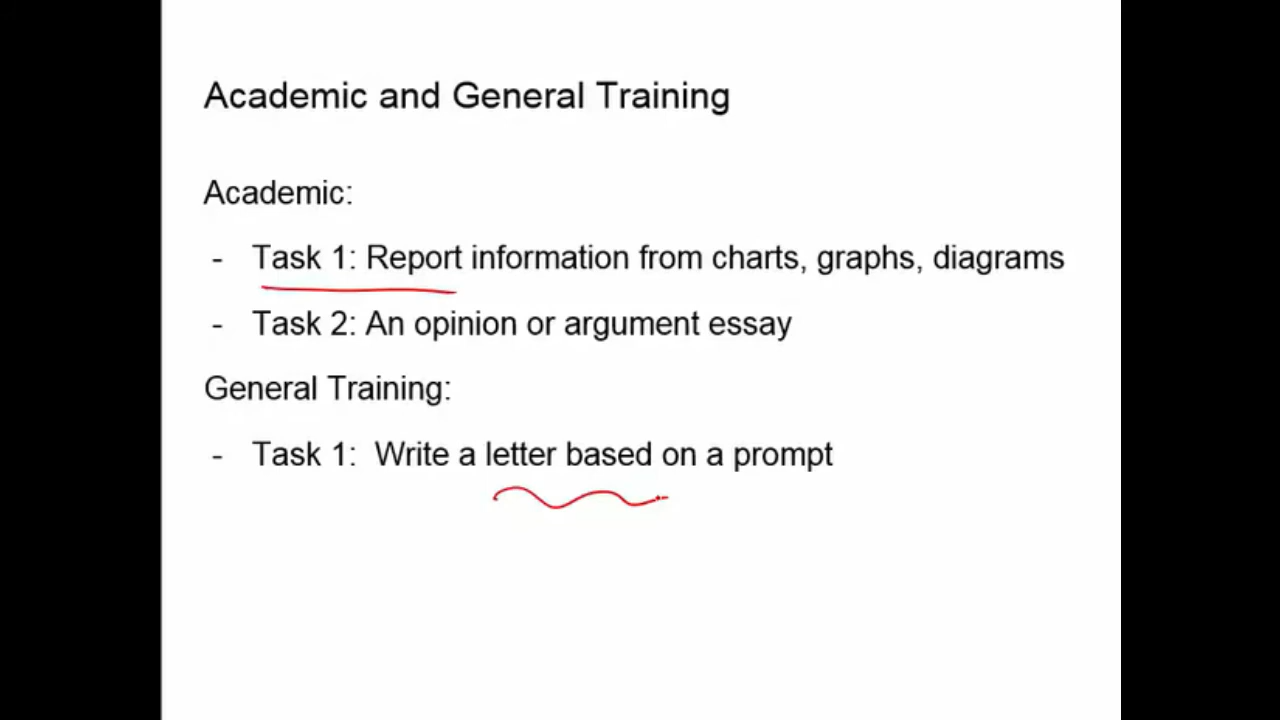 Academic and General Training
Academic:
- Task 1: Report information from charts, graphs, diagrams
- Task 2: An opinion or argument essay
General Training:
- Task 1: Write a letter based on a prompt